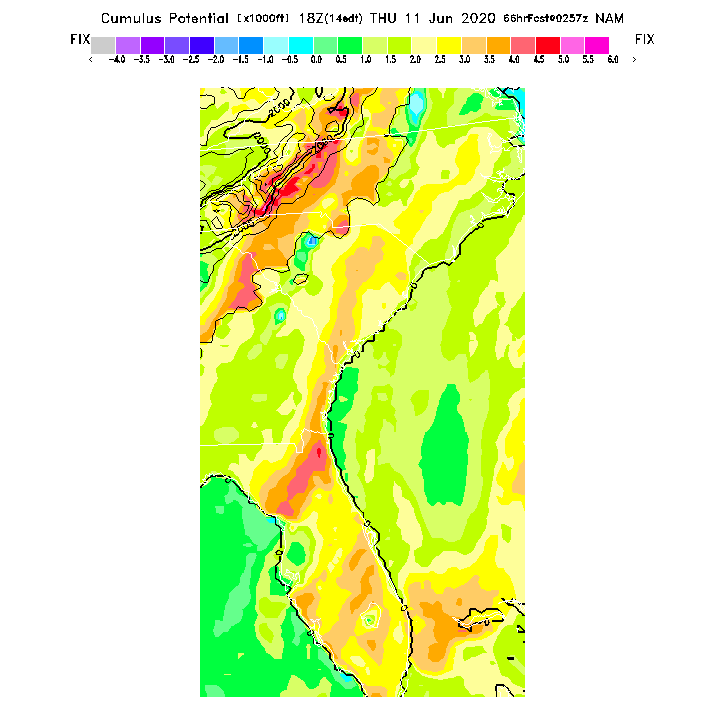 Cumulus Potential [x1000ft] 18Z(14edt) THU 11 Jun 2020 66hrFcst@0257z NAM
FIX FIX
< -4.0 -3.5 -3.0 -2.5 -2.0 -1.5 -1.0 -0.5 0.0 0.5 1.0 1.5 2.0 2.5 3.0 3.5 4.0 4.5 5.0 5.5 6.0 >
2000
2000